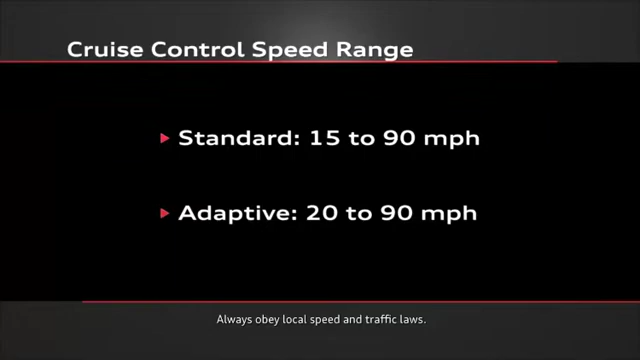 Cruise Control Speed Range
Standard: 15 to 90 mph
Adaptive: 20 to 90 mph
Always obey local speed and traffic laws.